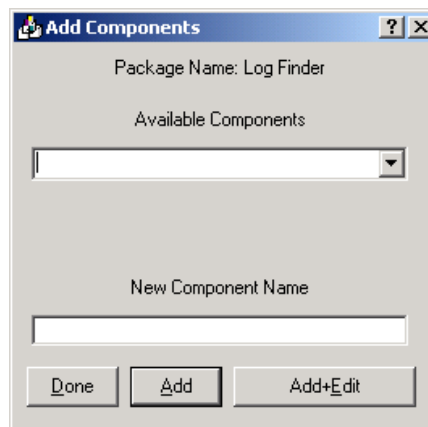 Add Components
Package Name: Log Finder
Available Components
New Component Name
Done Add Add+Edit